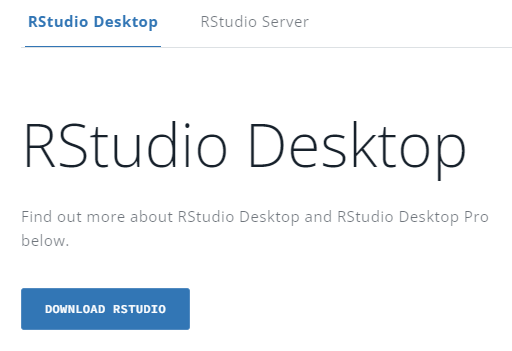 RStudio Desktop RStudio Server
RStudio Desktop
Find out more about RStudio Desktop and RStudio Desktop Pro
below.
DOWNLOAD RSTUDIO